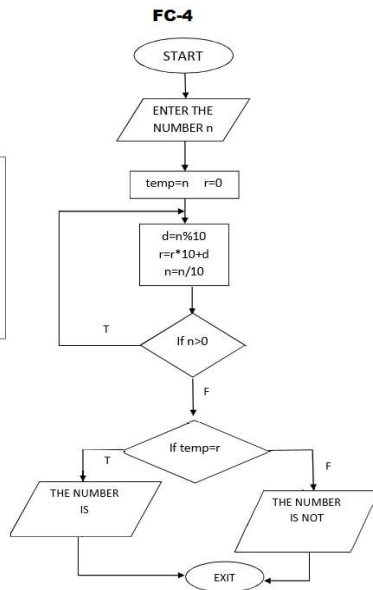 FC-4
START
ENTER THE
NUMBER n
temp=n r=0
d=n%10
r=r*10+d
n=n/10
If n>0
T
F
If temp=r
T
F
THE NUMBER
IS
THE NUMBER
IS NOT
EXIT